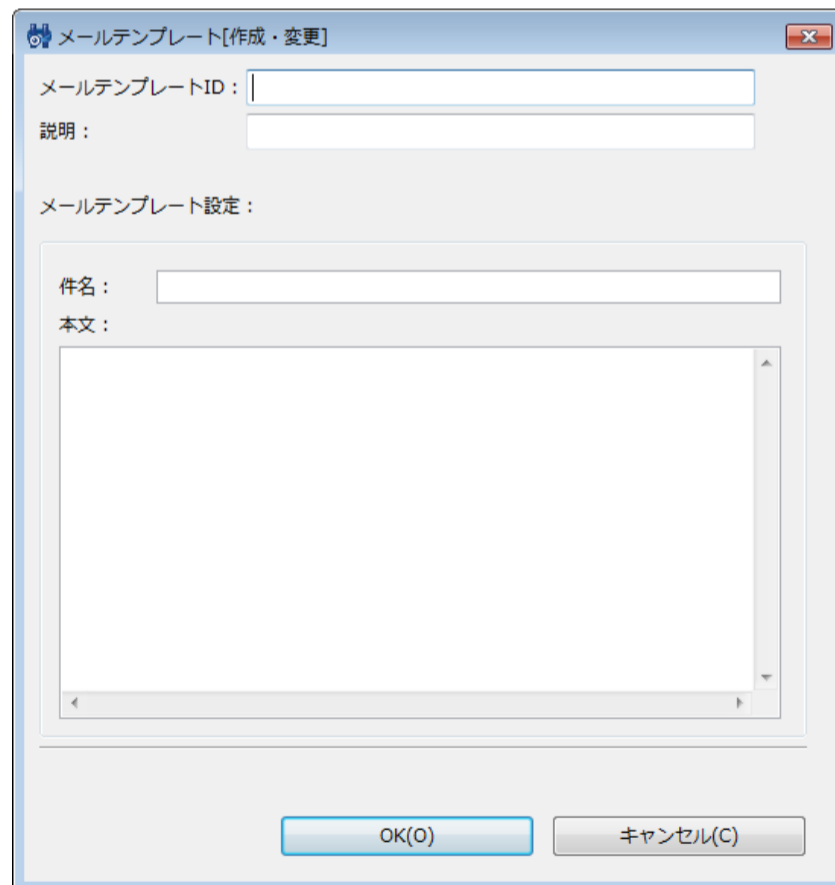 メールテンプレート[作成・変更]
メールテンプレートID：
説明：
メールテンプレート設定：
件名：
本文：
OK(O) キャンセル(C)